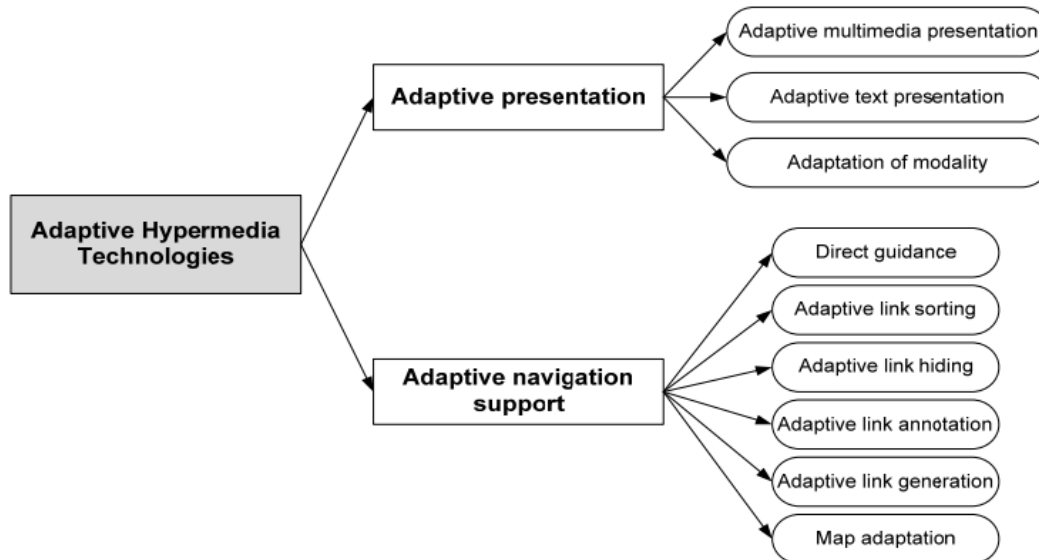 Adaptive Hypermedia
Technologies
Adaptive presentation
Adaptive multimedia presentation
Adaptive text presentation
Adaptation of modality
Adaptive navigation
support
Direct guidance
Adaptive link sorting
Adaptive link hiding
Adaptive link annotation
Adaptive link generation
Map adaptation